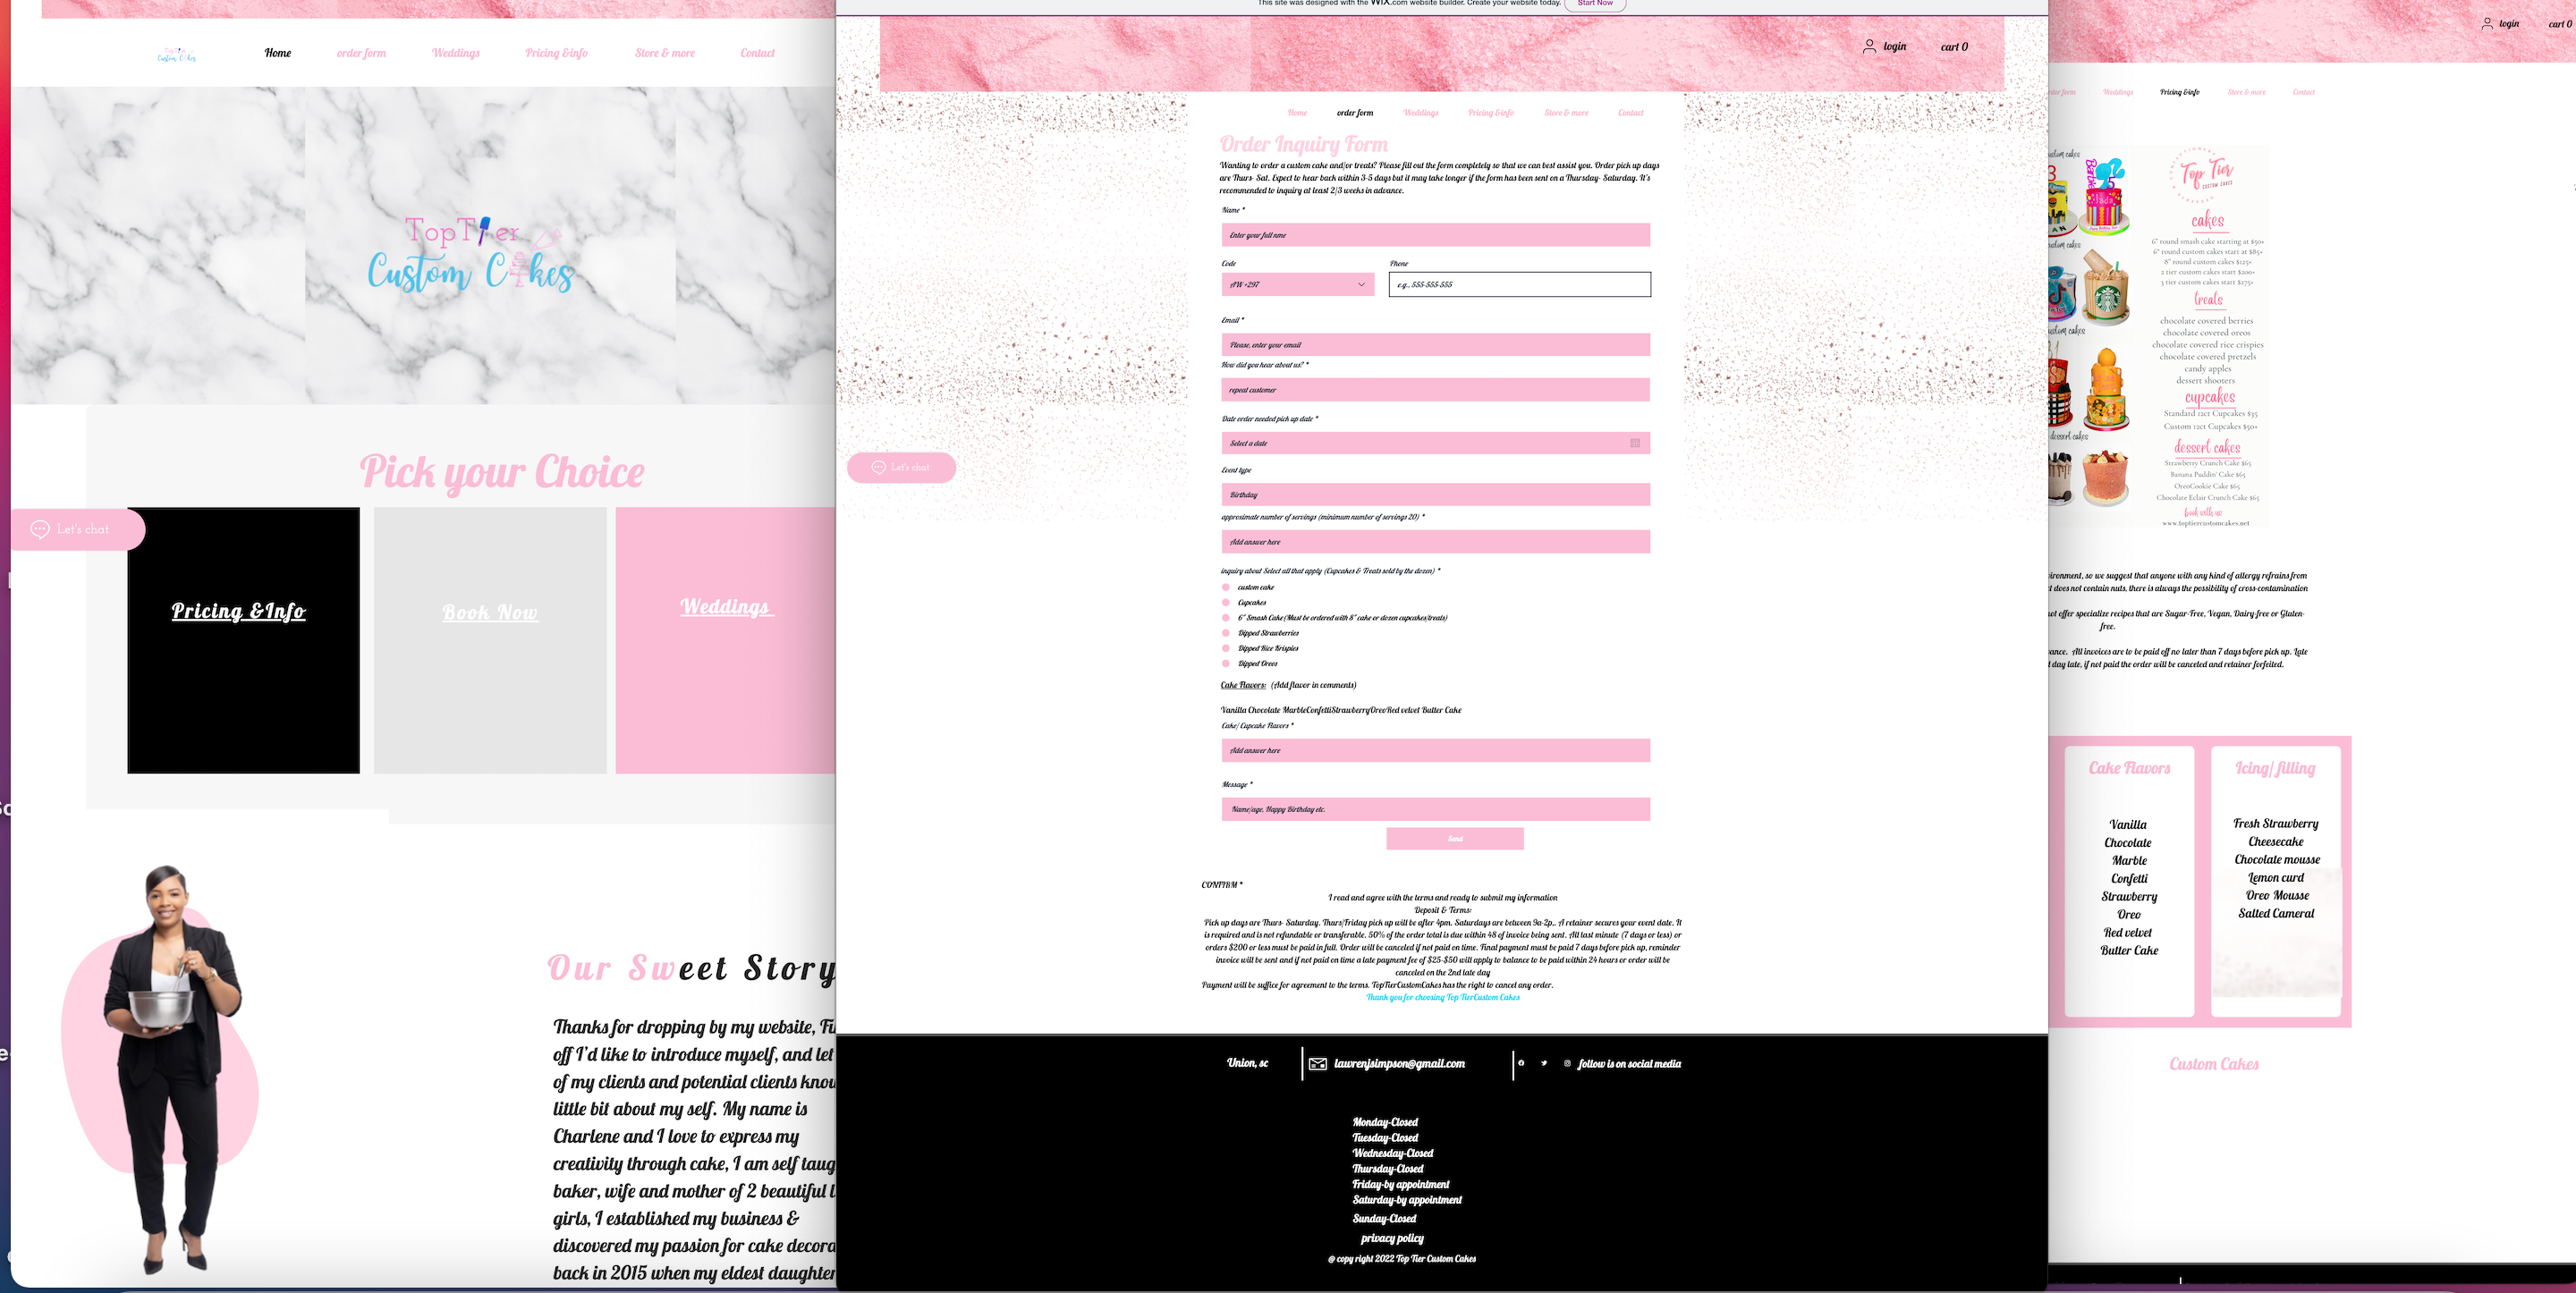 This site was designed with the WiX.com website builder. Create your website today.
Start Now
Home
order form
Weddings
Pricing &info
Store & more
Contact
TopTier
Custom Cakes
Pick your Choice
Pricing &Info
Book Now
Weddings
Let's chat
Our Sweet Story
Thanks for dropping by my website,
off I'd like to introduce myself, and let
of my clients and potential clients
little bit about my self. My name is
Charlene and I love to express my
creativity through cake, I am self
baker, wife and mother of 2 beautiful
girls, I established my business &
discovered my passion for cake
back in 2015 when my eldest daughter
login
cart 0
Home
order form
Weddings
Pricing &info
Store & more
Contact
Order Inquiry Form
Wanting to order a custom cake and/or treats? Please fill out the form completely so that we can best assist you. Order pick up days
are Thurs- Sat. Expect to hear back within 3-5 days but it may take longer if the form has been sent on a Thursday- Saturday. It's
recommended to inquiry at least 2/3 weeks in advance.
Name *
Enter your full nme
Code
Phone
AW +297
e.g., 555-555-555
Email *
Please, enter your email
How did you hear about us? *
repeat customer
Date order needed pick up date *
Select a date
Event type
Birthday
approximate number of servings (minimum number of servings 20) *
Add answer here
inquiry about Select all that apply (Cupcakes & Treats sold by the dozen) *
custom cake
Cupcakes
6" Smash Cake(Must be ordered with 8" cake or dozen cupcakes/treats)
Dipped Strawberries
Dipped Rice Krispies
Dipped Oreos
Cake Flavors: (Add flavor in comments)
Vanilla Chocolate MarbleConfettiStrawberryOreoRed velvet Butter Cake
Cake/ Cupcake Flavors *
Add answer here
Message *
Name/age, Happy Birthday etc.
Send
Let's chat
CONFIRM *
I read and agree with the terms and ready to submit my information
Deposit & Terms:
Pick up days are Thurs- Saturday. Thurs/Friday pick up will be after 4pm. Saturdays are between 9a-2p,. A retainer secures your event date. It
is required and is not refundable or transferable. 50% of the order total is due within 48 of invoice being sent. All last minute (7 days or less) or
orders $200 or less must be paid in full. Order will be canceled if not paid on time. Final payment must be paid 7 days before pick up, reminder
invoice will be sent and if not paid on time a late payment fee of $25-$50 will apply to balance to be paid within 24 hours or order will be
canceled on the 2nd late day
Payment will be suffice for agreement to the terms. TopTierCustomCakes has the right to cancel any order.
Thank you for choosing Top TierCustom Cakes
Union, sc
lawrenjsimpson@gmail.com
follow is on social media
Monday-Closed
Tuesday-Closed
Wednesday-Closed
Thursday-Closed
Friday-by appointment
Saturday-by appointment
Sunday-Closed
privacy policy
@ copy right 2022 Top Tier Custom Cakes
login
cart 0
form
Weddings
Pricing &info
Store & more
Contact
custom cakes
Top Tier
CUSTOM CAKES
cakes
6" round smash cake starting at $50+
6" round custom cakes start at $85+
8" round custom cakes $125+
2 tier custom cakes start $200+
3 tier custom cakes start $275+
treats
chocolate covered berries
chocolate covered oreos
chocolate covered rice crispies
chocolate covered pretzels
candy apples
dessert shooters
cupcakes
Standard 12ct Cupcakes $35
Custom 12ct Cupcakes $50+
dessert cakes
Strawberry Crunch Cake $65
Banana Puddin' Cake $65
OreoCookie Cake $65
Chocolate Eclair Crunch Cake $65
book with us
www.toptiercustomcakes.net
custom cakes
custom cakes
dessert cakes
so we suggest that anyone with any kind of allergy refrains from
does not contain nuts, there is always the possibility of cross-contamination
not offer specialize recipes that are Sugar-Free, Vegan, Dairy-free or Gluten-
free.
All invoices are to be paid off no later than 7 days before pick up. Late
day late, if not paid the order will be canceled and retainer forfeited.
Cake Flavors
Vanilla
Chocolate
Marble
Confetti
Strawberry
Oreo
Red velvet
Butter Cake
Icing/ filling
Fresh Strawberry
Cheesecake
Chocolate mousse
Lemon curd
Oreo Mousse
Salted Cameral
Custom Cakes